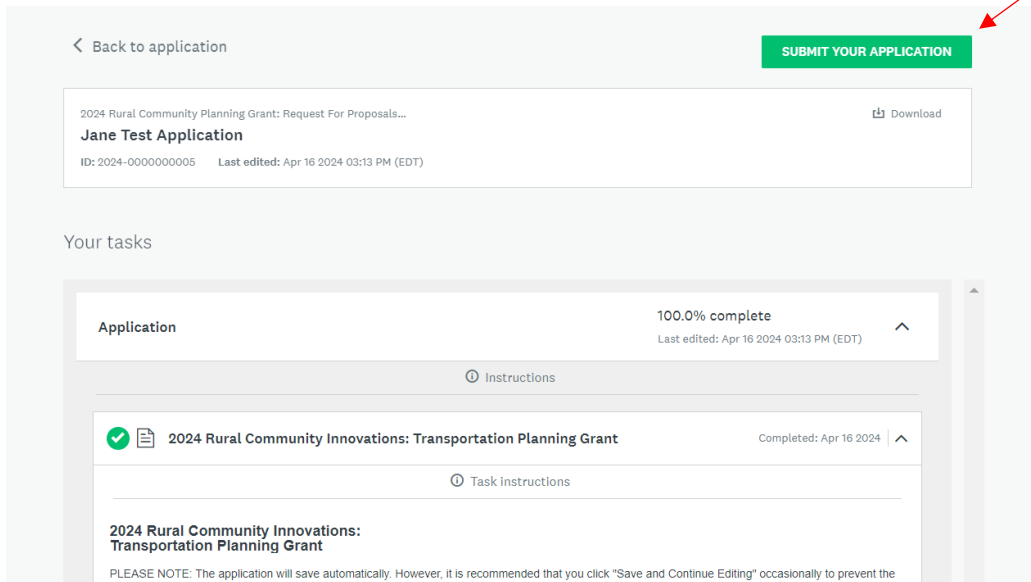 Back to application
SUBMIT YOUR APPLICATION
2024 Rural Community Planning Grant: Request For Proposals...
Download
Jane Test Application
ID: 2024-0000000005 Last edited: Apr 16 2024 03:13 PM (EDT)
Your tasks
Application
100.0% complete
Last edited: Apr 16 2024 03:13 PM (EDT)
Instructions
2024 Rural Community Innovations: Transportation Planning Grant
Completed: Apr 16 2024
Task instructions
2024 Rural Community Innovations:
Transportation Planning Grant
PLEASE NOTE: The application will save automatically. However, it is recommended that you click "Save and Continue Editing" occasionally to prevent the